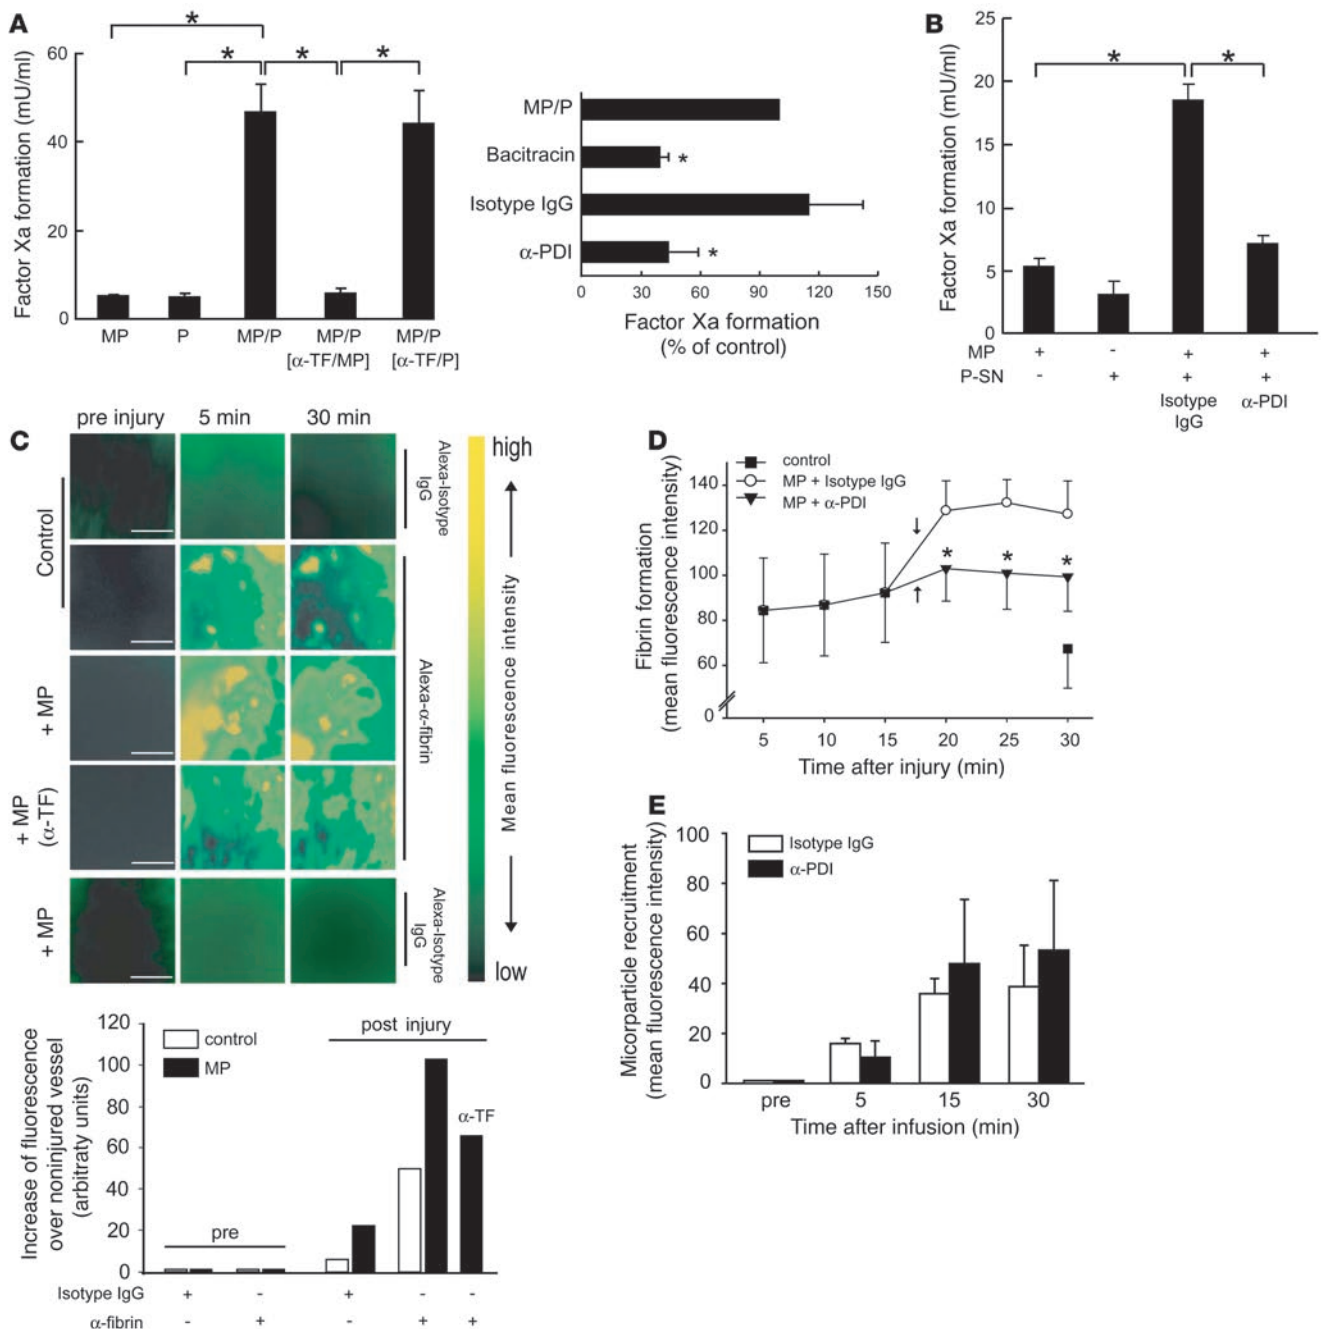 A
*
*
*
*
Factor Xa formation (mU/ml)
60
40
20
0
MP
P
MP/P
MP/P
[α-TF/MP]
MP/P
[α-TF/P]
MP/P
Bacitracin
*
Isotype IgG
α-PDI
*
0
30
60
90
120
150
Factor Xa formation
(% of control)
B
Factor Xa formation (mU/ml)
25
20
15
10
5
0
*
*
MP
+
-
+
+
P-SN
-
+
+
+
Isotype
IgG
α-PDI
C
pre injury
5 min
30 min
Control
+ MP
+ MP
(α-TF)
+ MP
Alexa-Isotype
IgG
Alexa-α-fibrin
Alexa-Isotype
IgG
high
Mean fluorescence intensity
low
Increase of fluorescence
over noninjured vessel
(arbitraty units)
120
100
80
60
40
20
0
control
MP
pre
post injury
α-TF
Isotype IgG
+
-
+
-
-
α-fibrin
-
+
-
+
+
D
control
MP + Isotype IgG
MP + α-PDI
Fibrin formation
(mean fluorescence intensity)
140
120
100
80
60
0
*
*
*
5
10
15
20
25
30
Time after injury (min)
E
Isotype IgG
α-PDI
Micorparticle recruitment
(mean fluorescence intensity)
100
80
60
40
20
0
pre
5
15
30
Time after infusion (min)